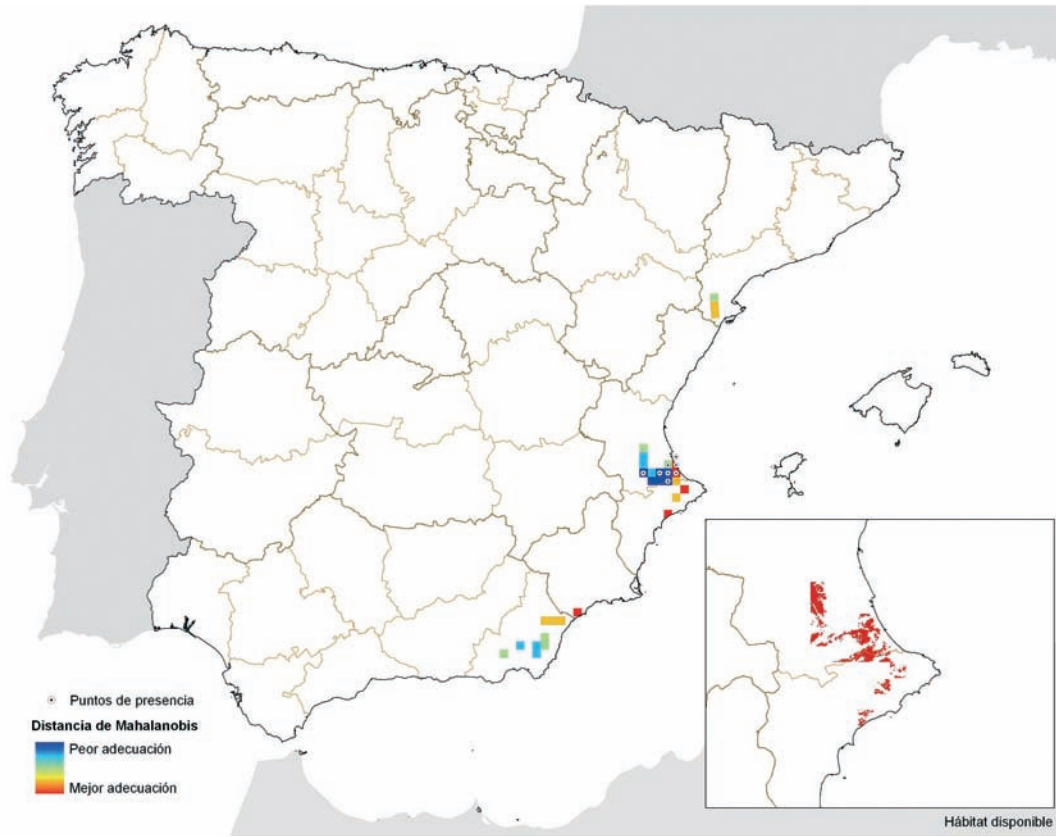 Puntos de presencia
Distancia de Mahalanobis
Peor adecuación
Mejor adecuación
Hábitat disponible